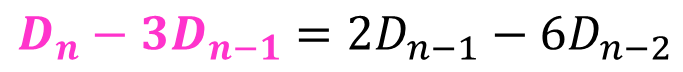 Dₙ − 3Dₙ₋₁ = 2Dₙ₋₁ − 6Dₙ₋₂